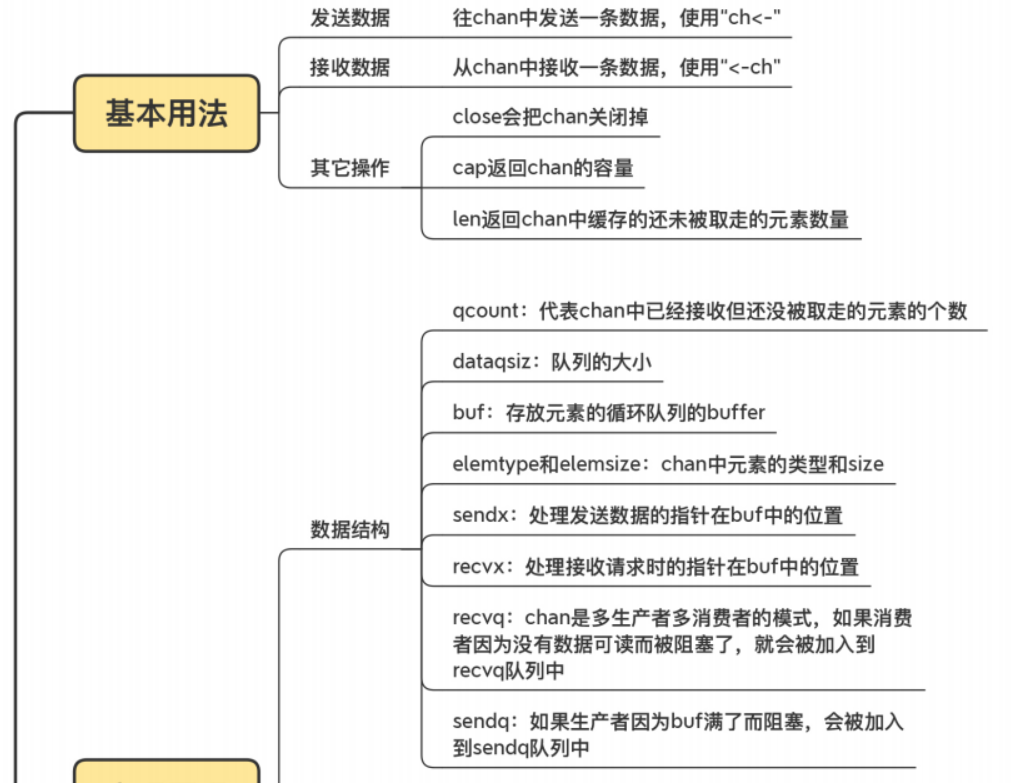 发送数据
往chan中发送一条数据，使用"ch<-"
接收数据
从chan中接收一条数据，使用"<-ch"
基本用法
close会把chan关闭掉
其它操作
cap返回chan的容量
len返回chan中缓存的还未被取走的元素数量
qcount：代表chan中已经接收但还没被取走的元素的个数
dataqsiz：队列的大小
buf：存放元素的循环队列的buffer
elemtype和elemsize：chan中元素的类型和size
sendx：处理发送数据的指针在buf中的位置
数据结构
recvx：处理接收请求时的指针在buf中的位置
recvq：chan是多生产者多消费者的模式，如果消费
者因为没有数据可读而被阻塞了，就会被加入到
recvq队列中
sendq：如果生产者因为buf满了而阻塞，会被加入
到sendq队列中